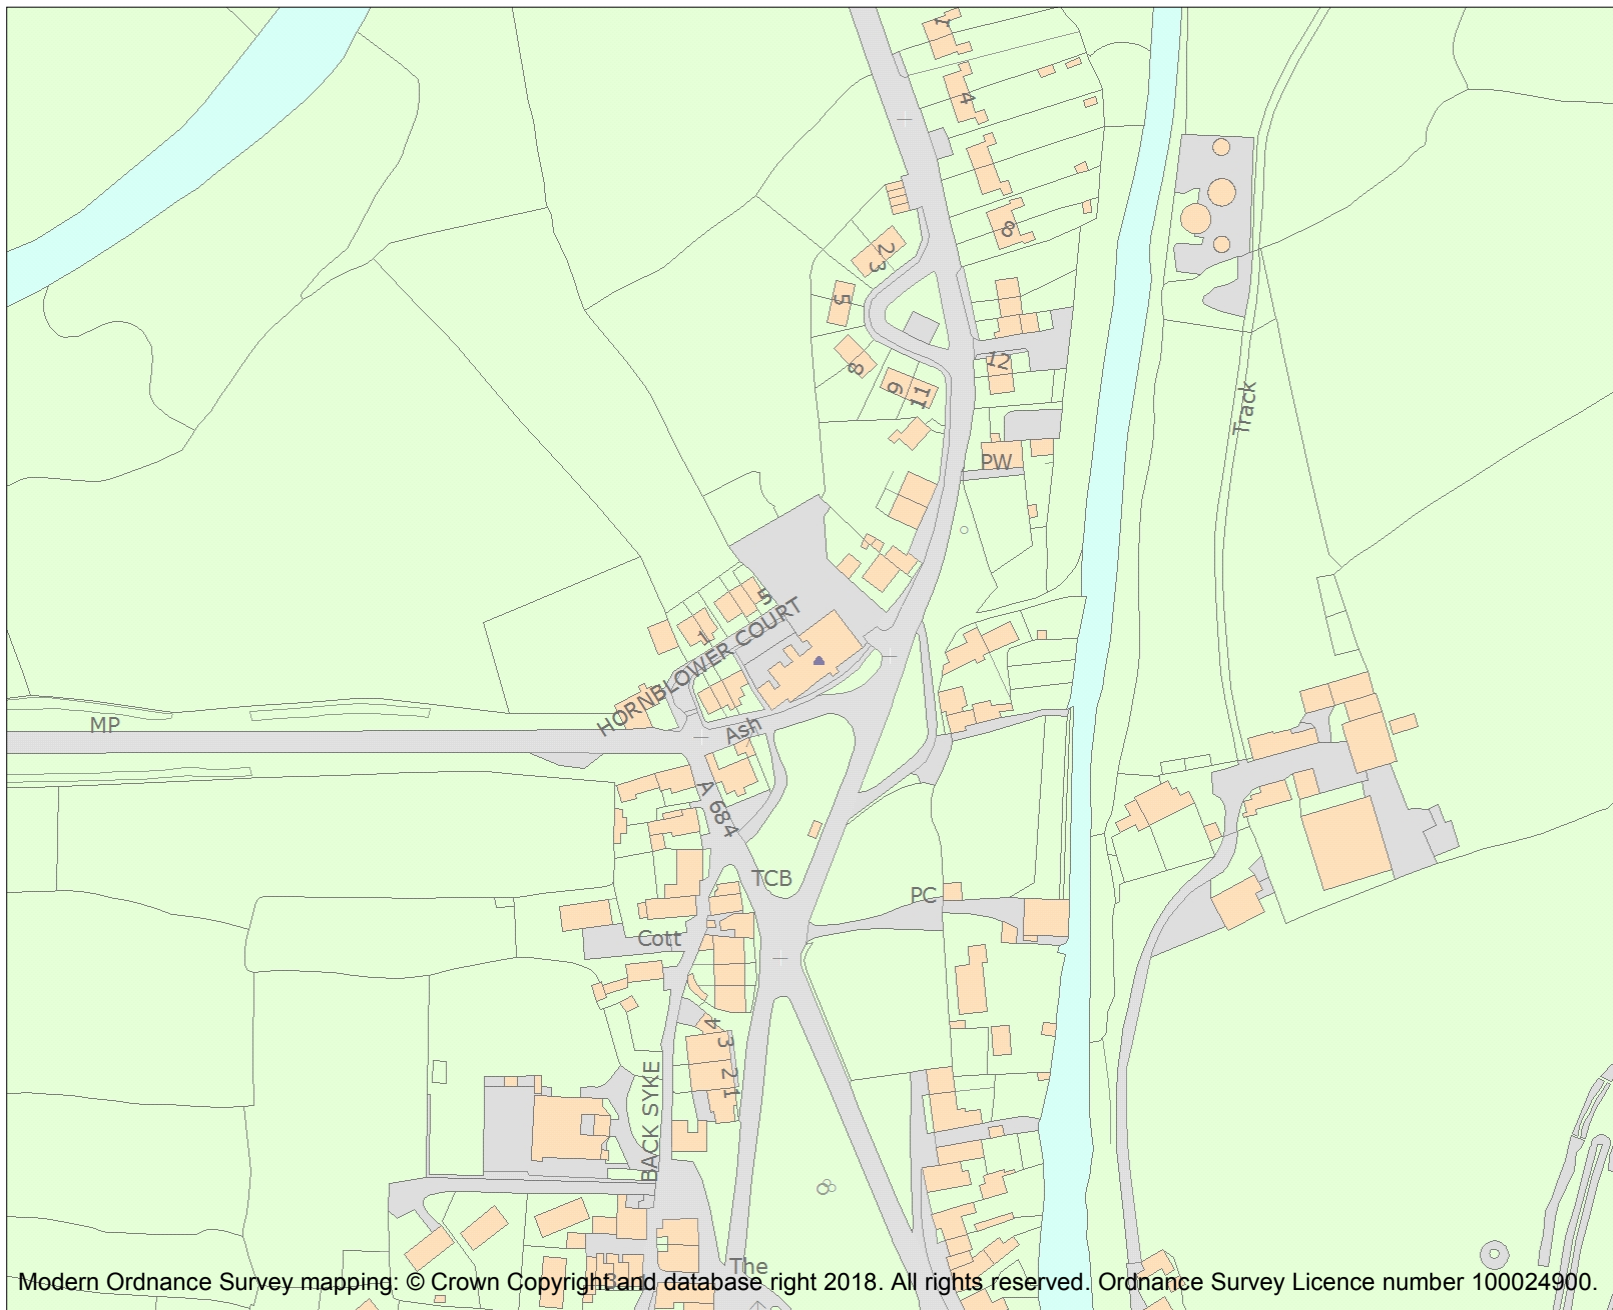 1
4
8
2
3
5
8
9
11
12
Track
PW
5
1
HORNBLOWER COURT
MP
Ash
A 684
TCB
PC
Cott
4
3
2
1
BACK SYKE
The
3
Modern Ordnance Survey mapping: © Crown Copyright and database right 2018. All rights reserved. Ordnance Survey Licence number 100024900.